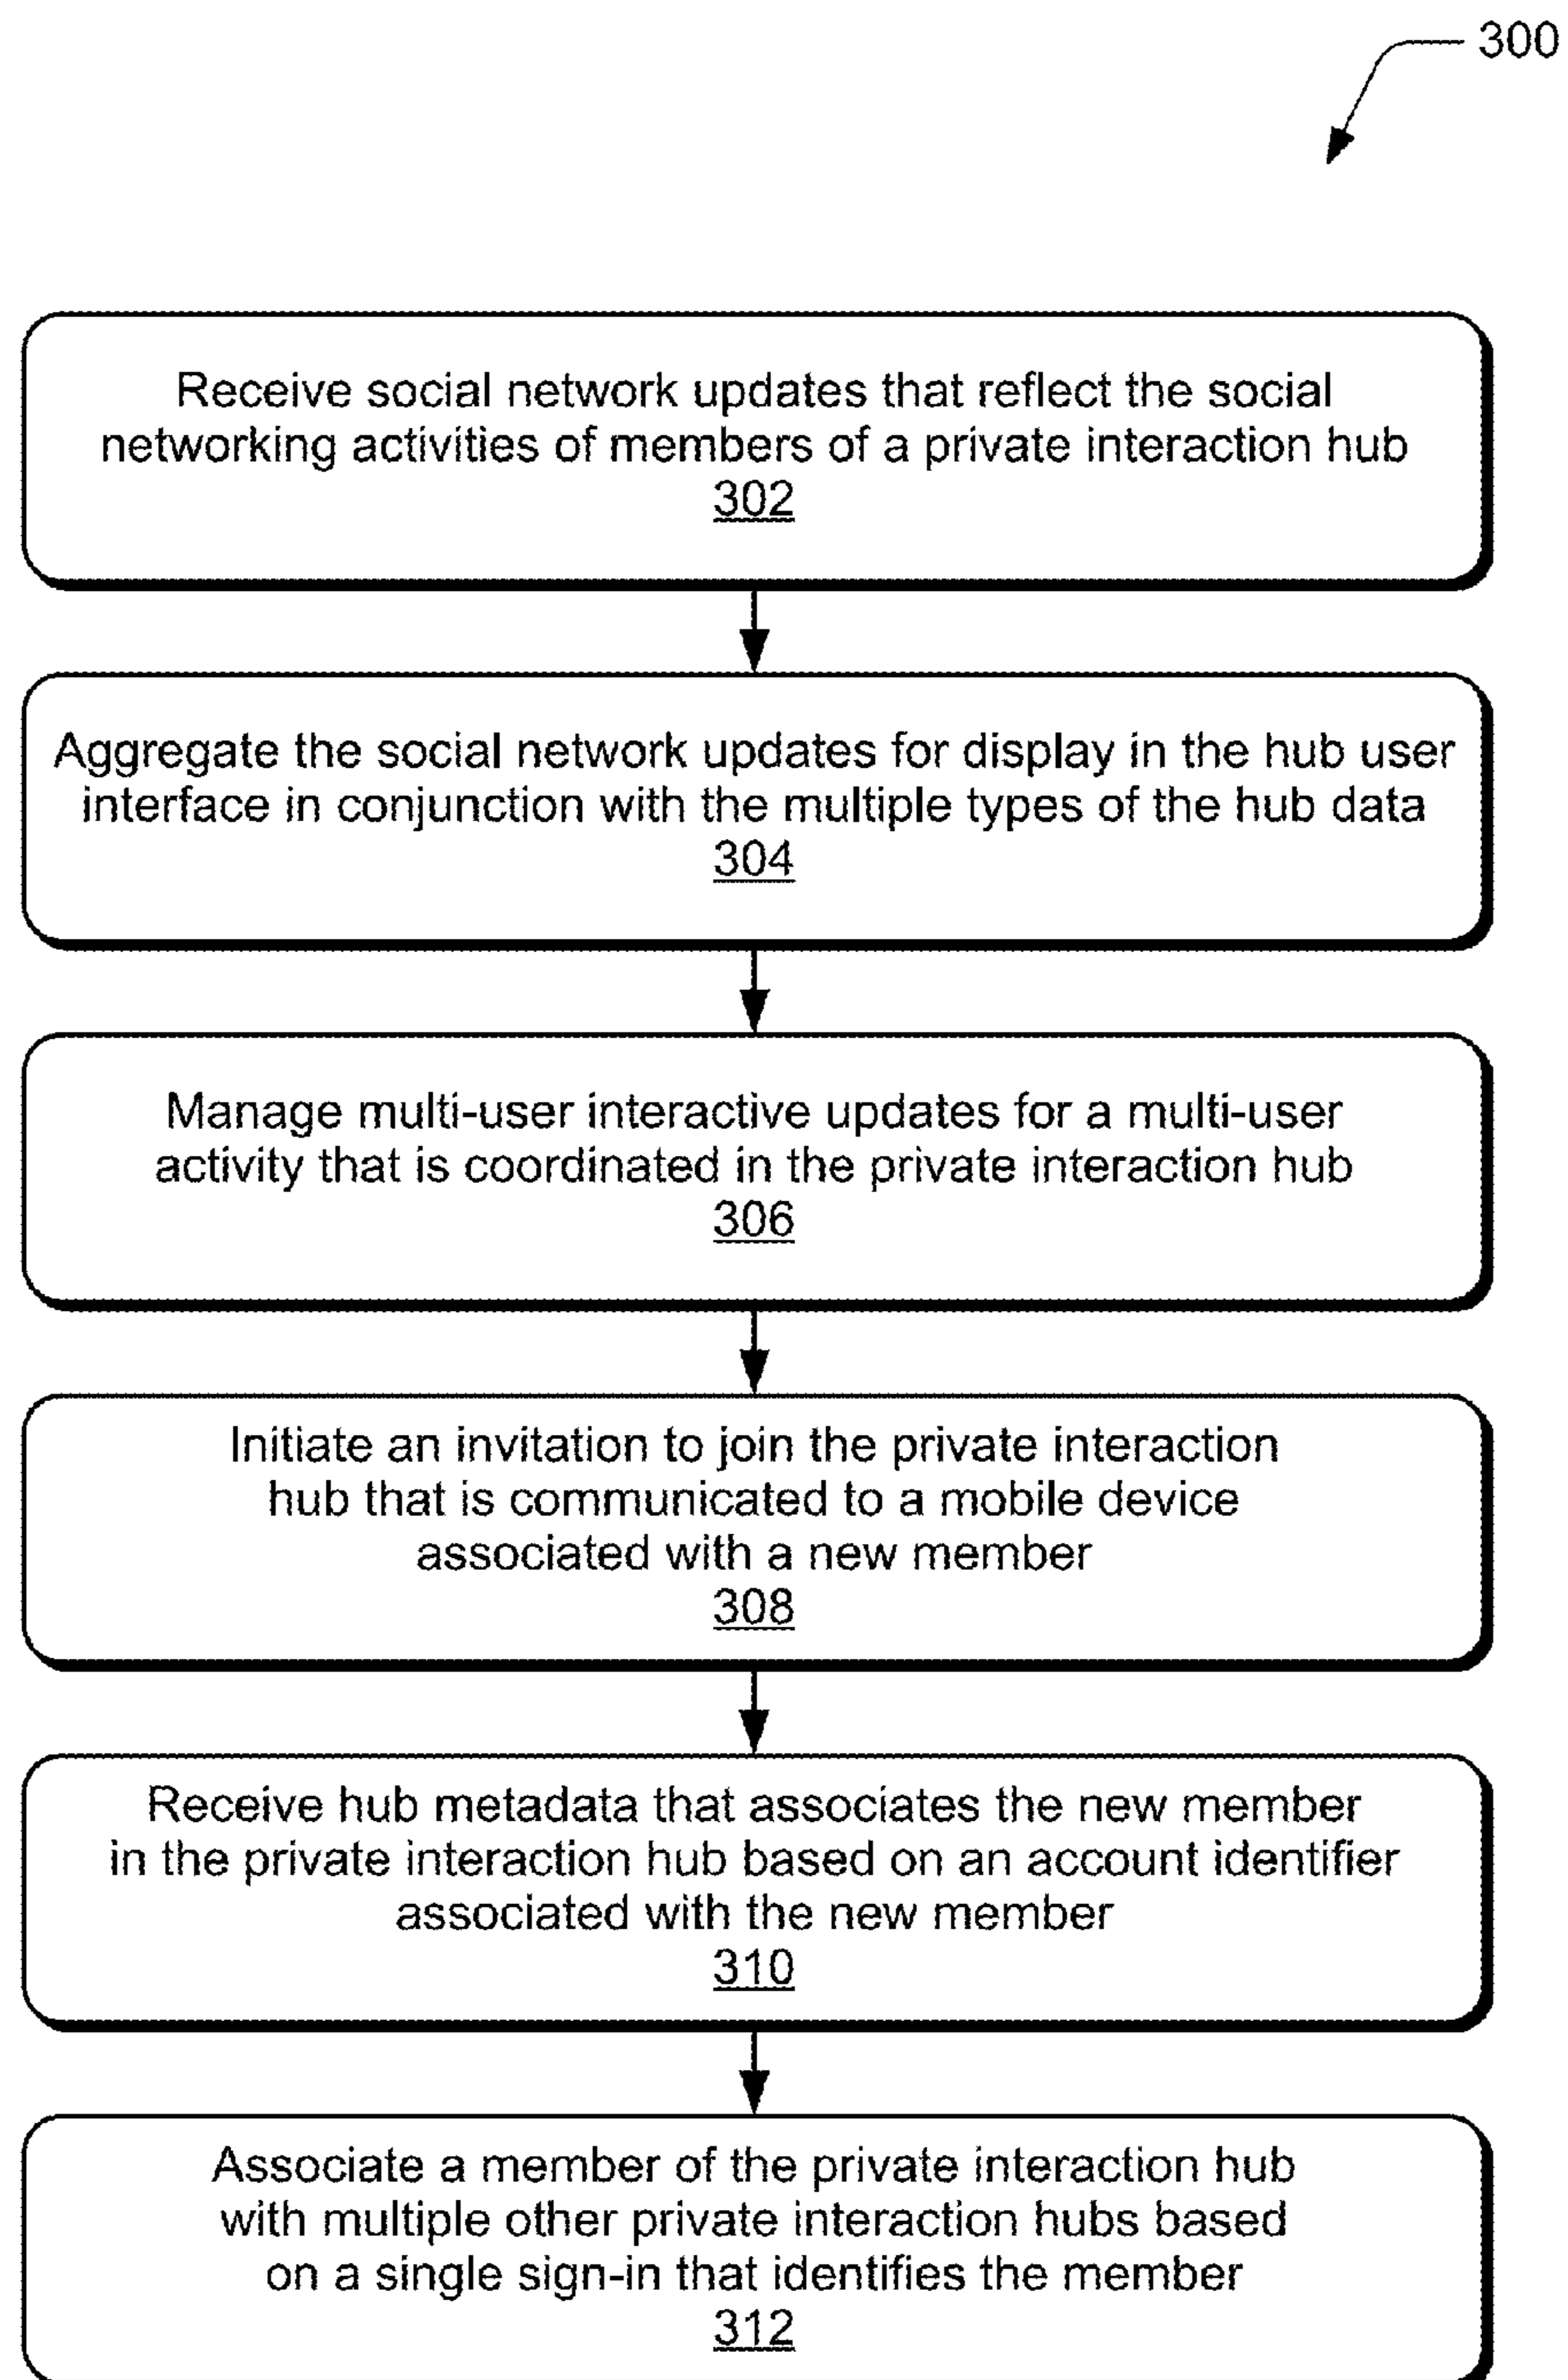 300
Receive social network updates that reflect the social
networking activities of members of a private interaction hub
302
Aggregate the social network updates for display in the hub user
interface in conjunction with the multiple types of the hub data
304
Manage multi-user interactive updates for a multi-user
activity that is coordinated in the private interaction hub
306
Initiate an invitation to join the private interaction
hub that is communicated to a mobile device
associated with a new member
308
Receive hub metadata that associates the new member
in the private interaction hub based on an account identifier
associated with the new member
310
Associate a member of the private interaction hub
with multiple other private interaction hubs based
on a single sign-in that identifies the member
312